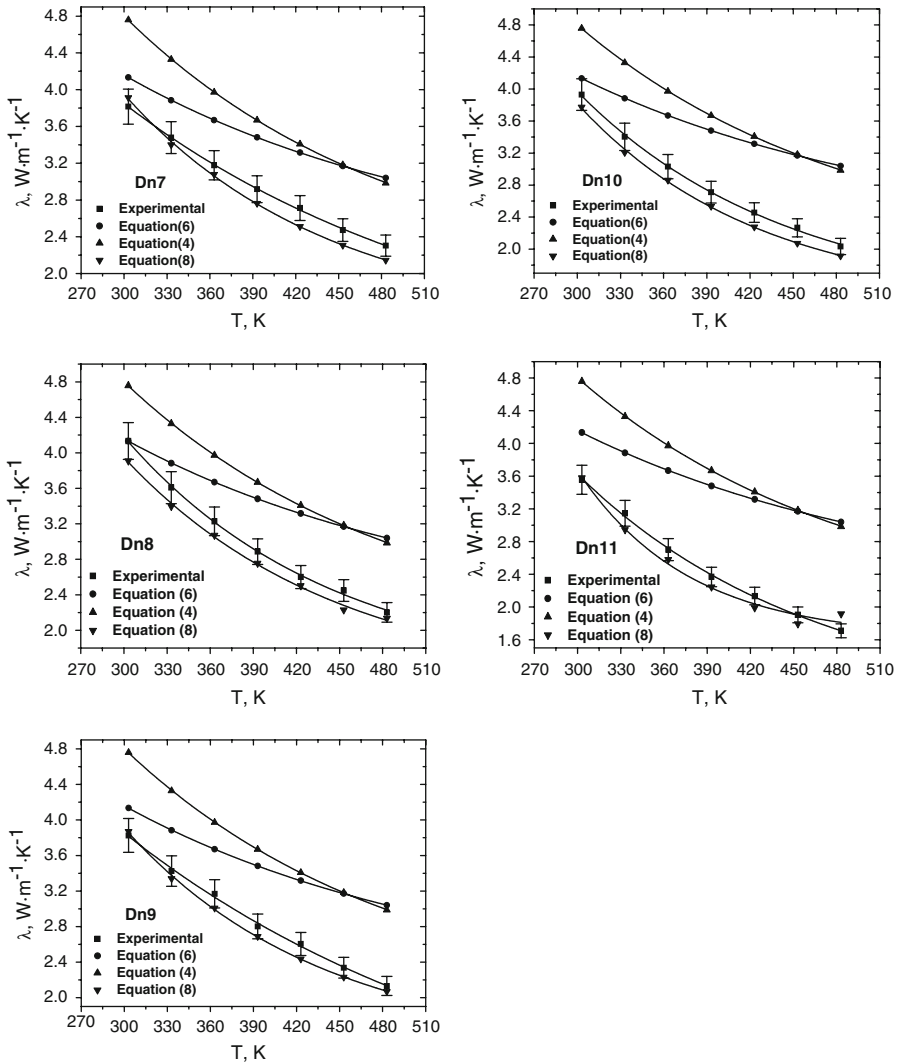 4.8
4.4
4.0
3.6
3.2
2.8
2.4
2.0
λ, W·m⁻¹·K⁻¹
Dn7
Experimental
Equation(6)
Equation(4)
Equation(8)
270 300 330 360 390 420 450 480 510
T, K
4.8
4.4
4.0
3.6
3.2
2.8
2.4
2.0
λ, W·m⁻¹·K⁻¹
Dn10
Experimental
Equation(6)
Equation(4)
Equation(8)
270 300 330 360 390 420 450 480 510
T, K
4.8
4.4
4.0
3.6
3.2
2.8
2.4
2.0
λ, W·m⁻¹·K⁻¹
Dn8
Experimental
Equation (6)
Equation (4)
Equation (8)
270 300 330 360 390 420 450 480 510
T, K
4.8
4.4
4.0
3.6
3.2
2.8
2.4
2.0
1.6
λ, W·m⁻¹·K⁻¹
Dn11
Experimental
Equation (6)
Equation (4)
Equation (8)
270 300 330 360 390 420 450 480 510
T, K
4.8
4.4
4.0
3.6
3.2
2.8
2.4
2.0
λ, W·m⁻¹·K⁻¹
Dn9
Experimental
Equation (6)
Equation (4)
Equation (8)
270 300 330 360 390 420 450 480 510
T, K